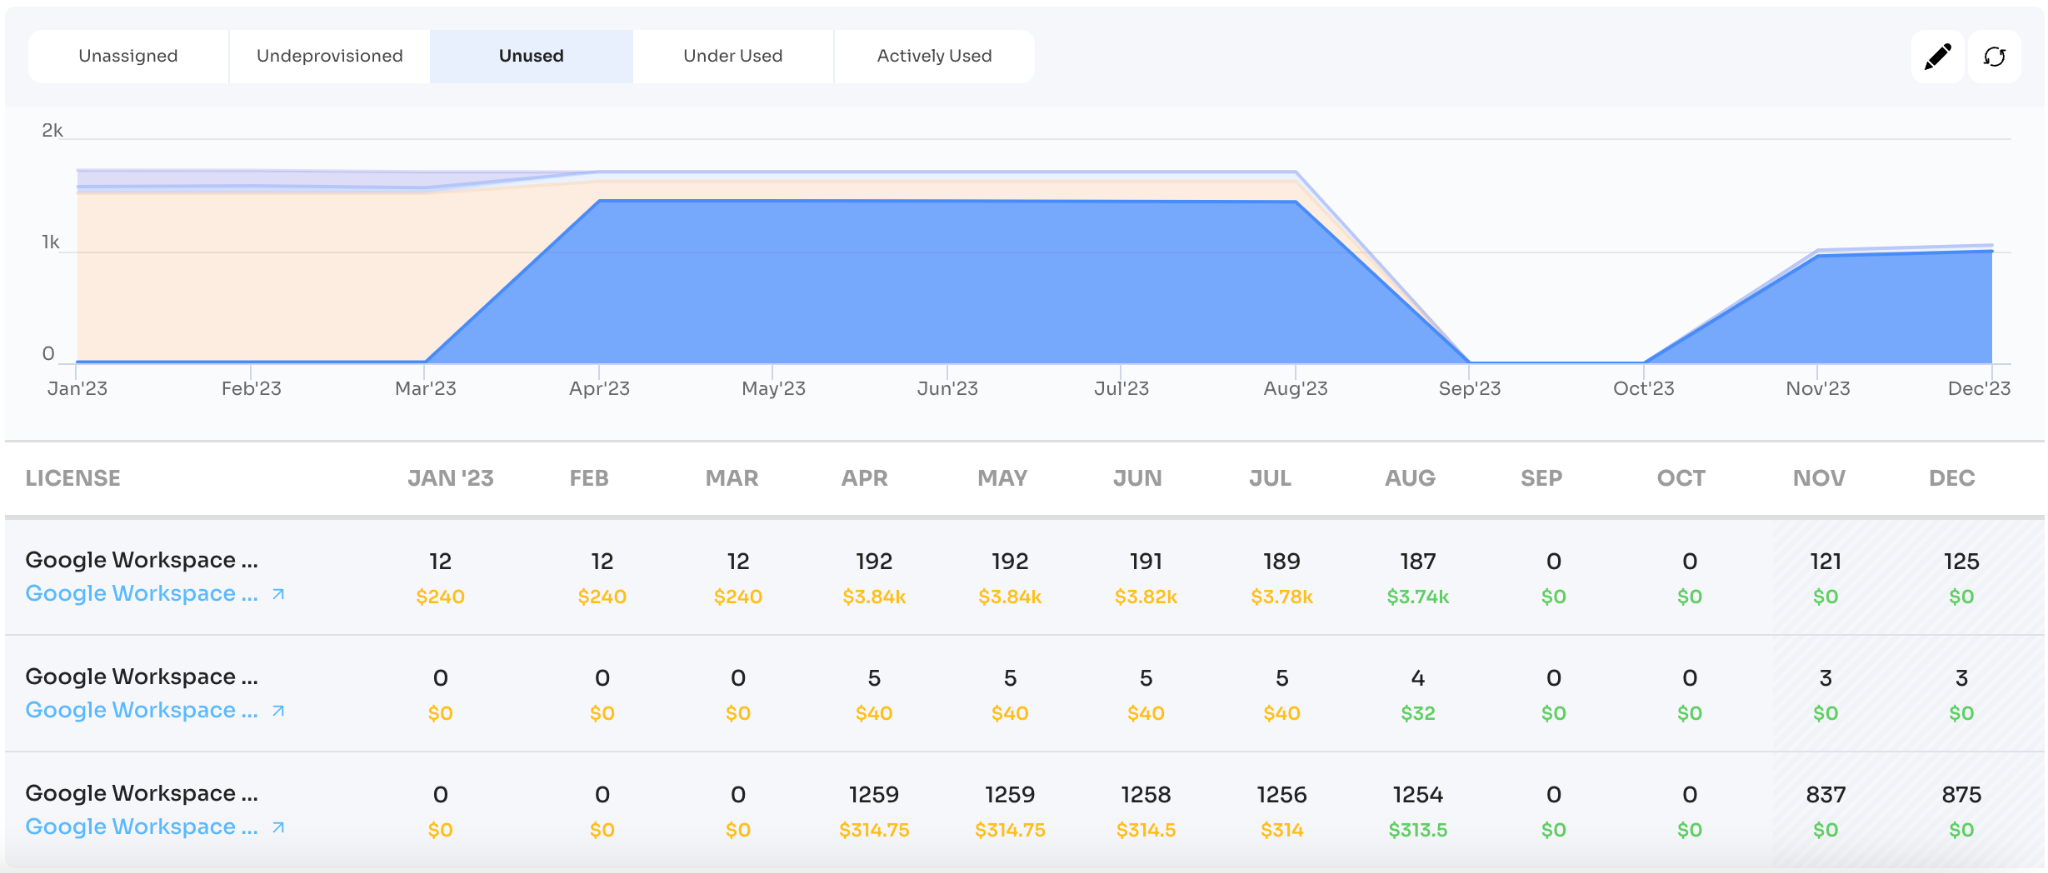 Unassigned Undeprovisioned Unused Under Used Actively Used
2k
1k
0
Jan'23 Feb'23 Mar'23 Apr'23 May'23 Jun'23 Jul'23 Aug'23 Sep'23 Oct'23 Nov'23 Dec'23
LICENSE JAN '23 FEB MAR APR MAY JUN JUL AUG SEP OCT NOV DEC
Google Workspace ... 12 12 12 192 192 191 189 187 0 0 121 125
Google Workspace ... $240 $240 $240 $3.84k $3.84k $3.82k $3.78k $3.74k $0 $0 $0 $0
Google Workspace ... 0 0 0 5 5 5 5 4 0 0 3 3
Google Workspace ... $0 $0 $0 $40 $40 $40 $40 $32 $0 $0 $0 $0
Google Workspace ... 0 0 0 1259 1259 1258 1256 1254 0 0 837 875
Google Workspace ... $0 $0 $0 $314.75 $314.75 $314.5 $314 $313.5 $0 $0 $0 $0